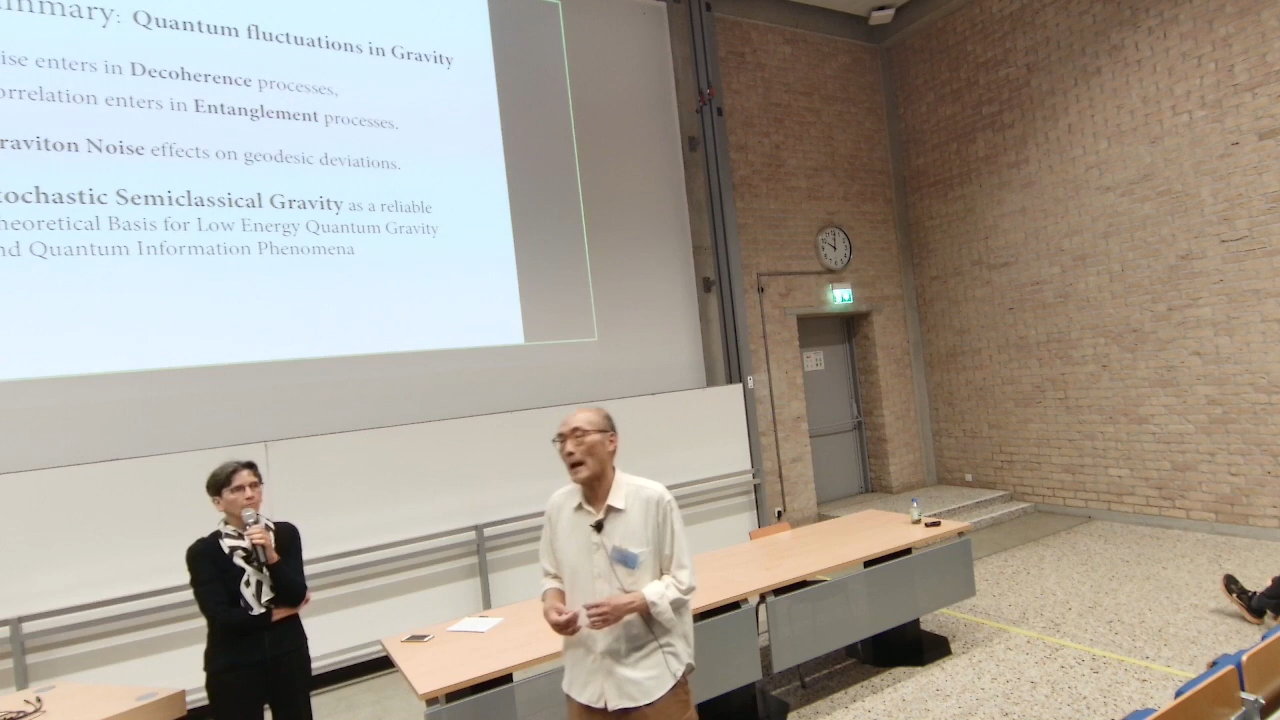 mmary: Quantum fluctuations in Gravity
ise enters in Decoherence processes,
orrelation enters in Entanglement processes.
raviton Noise effects on geodesic deviations.
tochastic Semiclassical Gravity as a reliable
heoretical Basis for Low Energy Quantum Gravity
nd Quantum Information Phenomena